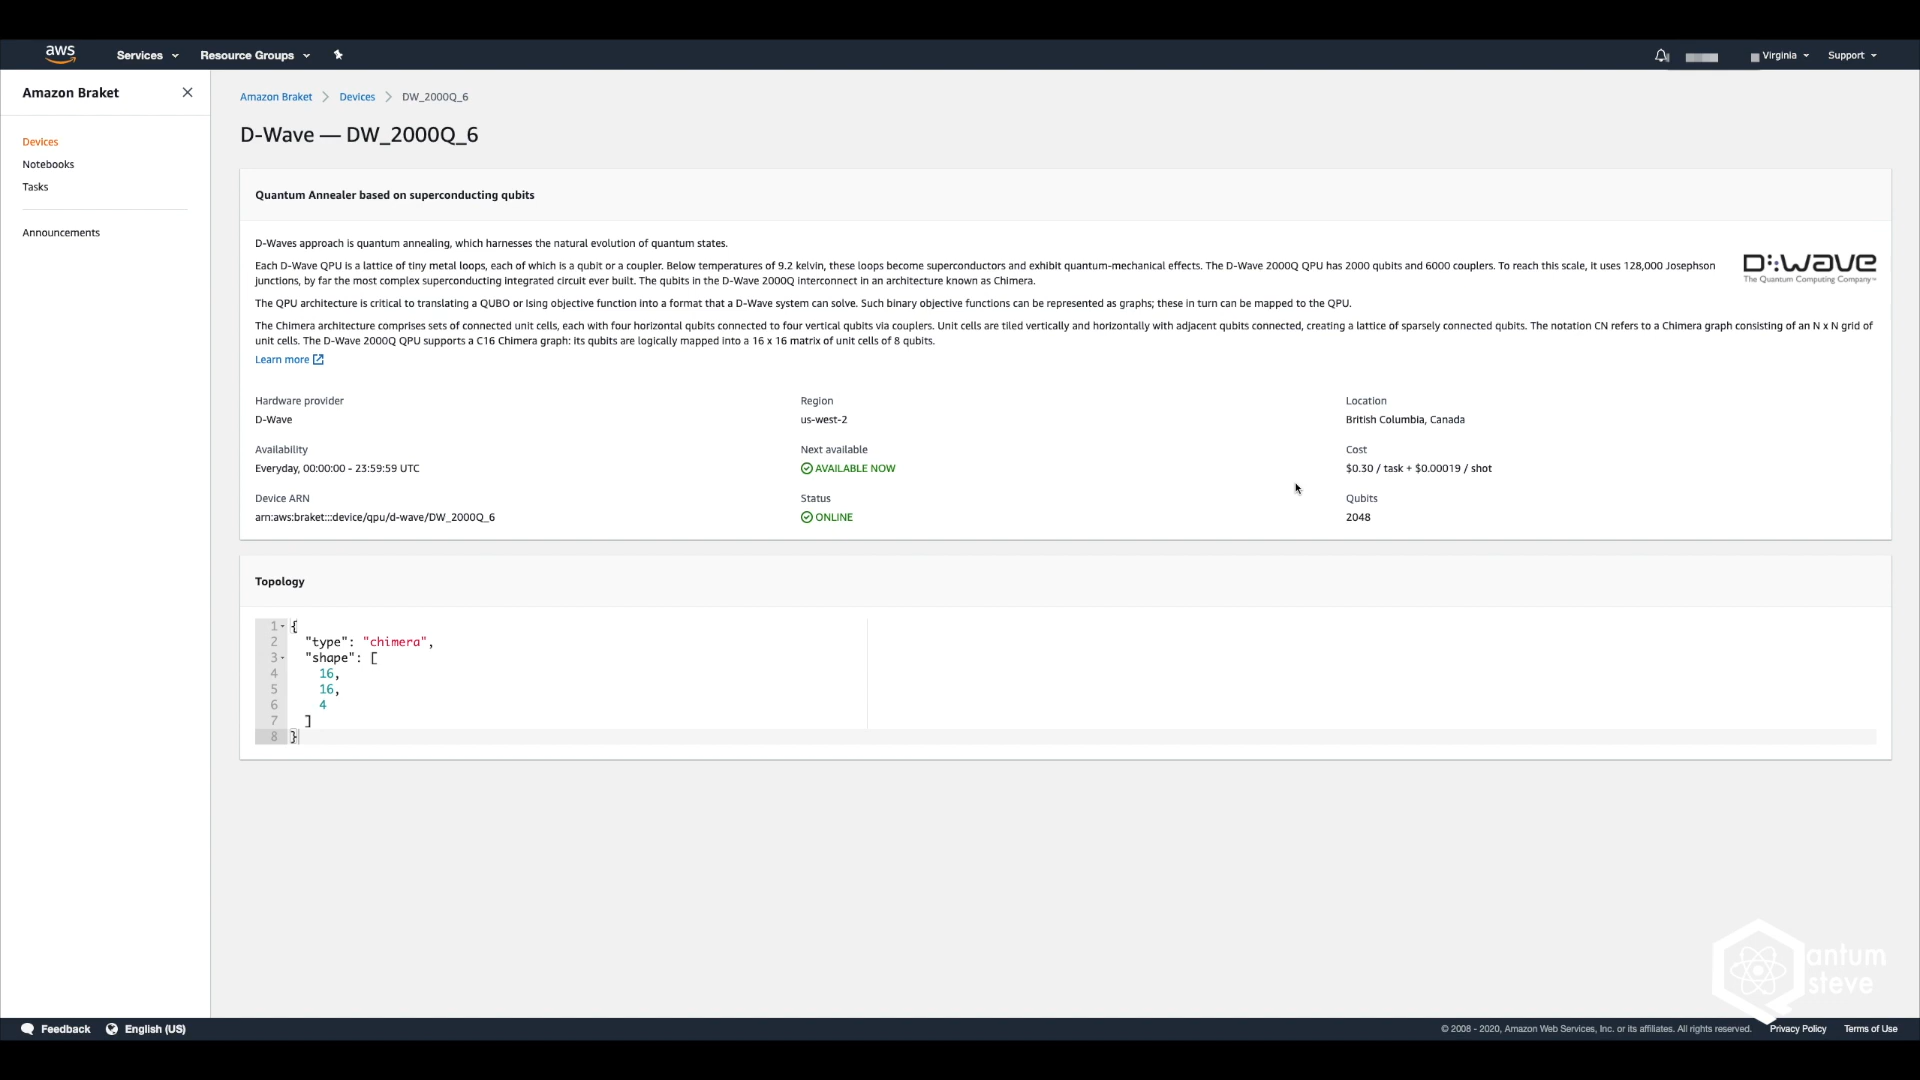 aws
Services
Resource Groups
Virginia
Support
Amazon Braket
Devices
Notebooks
Tasks
Announcements
Amazon Braket > Devices > DW_2000Q_6
D-Wave — DW_2000Q_6
Quantum Annealer based on superconducting qubits
D-Waves approach is quantum annealing, which harnesses the natural evolution of quantum states.
Each D-Wave QPU is a lattice of tiny metal loops, each of which is a qubit or a coupler. Below temperatures of 9.2 kelvin, these loops become superconductors and exhibit quantum-mechanical effects. The D-Wave 2000Q QPU has 2000 qubits and 6000 couplers. To reach this scale, it uses 128,000 Josephson
junctions, by far the most complex superconducting integrated circuit ever built. The qubits in the D-Wave 2000Q interconnect in an architecture known as Chimera.
The QPU architecture is critical to translating a QUBO or Ising objective function into a format that a D-Wave system can solve. Such binary objective functions can be represented as graphs; these in turn can be mapped to the QPU.
The Chimera architecture comprises sets of connected unit cells, each with four horizontal qubits connected to four vertical qubits via couplers. Unit cells are tiled vertically and horizontally with adjacent qubits connected, creating a lattice of sparsely connected qubits. The notation CN refers to a Chimera graph consisting of an N x N grid of
unit cells. The D-Wave 2000Q QPU supports a C16 Chimera graph: its qubits are logically mapped into a 16 x 16 matrix of unit cells of 8 qubits.
Learn more
D:wave
The Quantum Computing Company™
Hardware provider
D-Wave
Region
us-west-2
Location
British Columbia, Canada
Availability
Everyday, 00:00:00 - 23:59:59 UTC
Next available
AVAILABLE NOW
Cost
$0.30 / task + $0.00019 / shot
Device ARN
arn:aws:braket:::device/qpu/d-wave/DW_2000Q_6
Status
ONLINE
Qubits
2048
Topology
1 {
2 "type": "chimera",
3 "shape": [
4 16,
5 16,
6 4
7 ]
8 }
antum
steve
Feedback
English (US)
© 2008 - 2020, Amazon Web Services, Inc. or its affiliates. All rights reserved.
Privacy Policy
Terms of Use